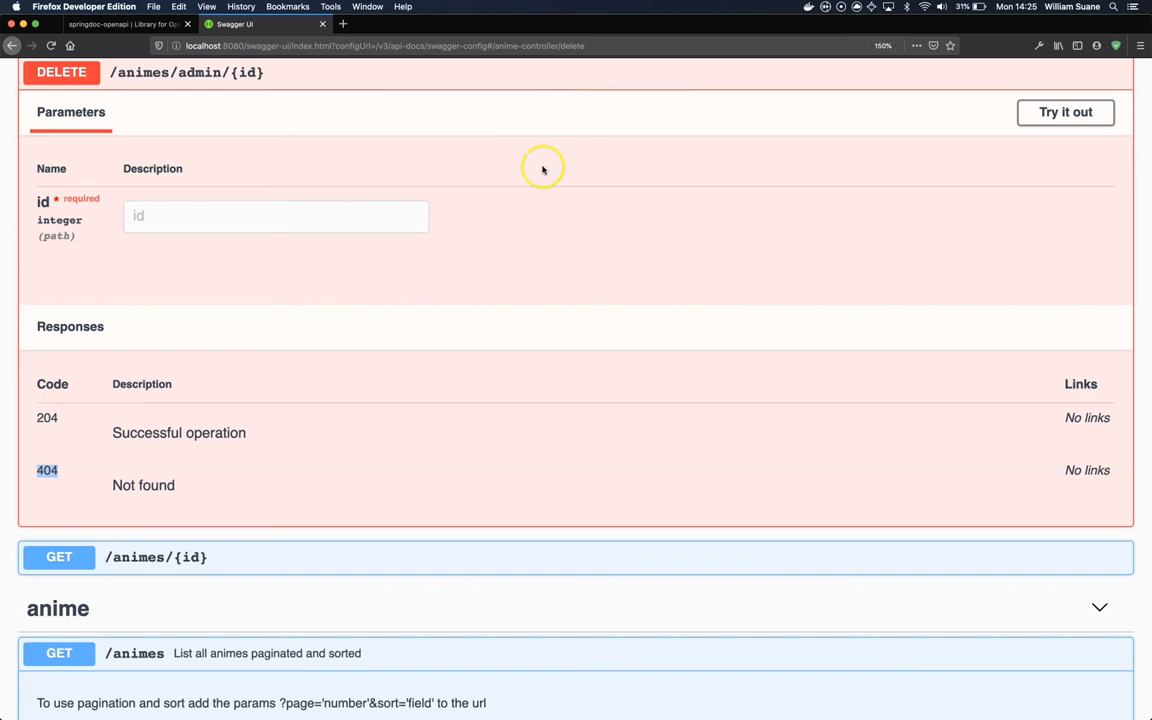 Firefox Developer Edition File Edit View History Bookmarks Tools Window Help 31% Mon 14:25 William Suane
springdoc-openapi | Library for Op Swagger UI
localhost:8080/swagger-ui/index.html?configUrl=/v3/api-docs/swagger-config#/anime-controller/delete 150%
DELETE /animes/admin/{id}
Parameters Try it out
Name Description
id * required
integer id
(path)
Responses
Code Description Links
204 No links
Successful operation
404 No links
Not found
GET /animes/{id}
anime
GET /animes List all animes paginated and sorted
To use pagination and sort add the params ?page='number'&sort='field' to the url